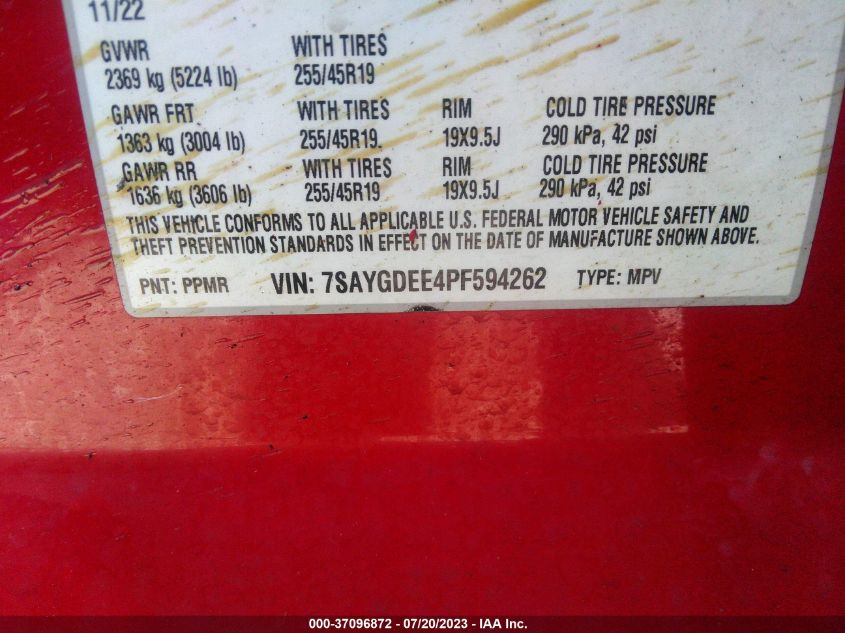 11/22
GVWR WITH TIRES
2369 kg (5224 lb) 255/45R19
GAWR FRT WITH TIRES RIM COLD TIRE PRESSURE
1363 kg (3004 lb) 255/45R19 19X9.5J 290 kPa, 42 psi
GAWR RR WITH TIRES RIM COLD TIRE PRESSURE
1636 kg (3606 lb) 255/45R19 19X9.5J 290 kPa, 42 psi
THIS VEHICLE CONFORMS TO ALL APPLICABLE U.S. FEDERAL MOTOR VEHICLE SAFETY AND
THEFT PREVENTION STANDARDS IN EFFECT ON THE DATE OF MANUFACTURE SHOWN ABOVE.
PNT: PPMR VIN: 7SAYGDEE4PF594262 TYPE: MPV
000-37096872 - 07/20/2023 - IAA Inc.